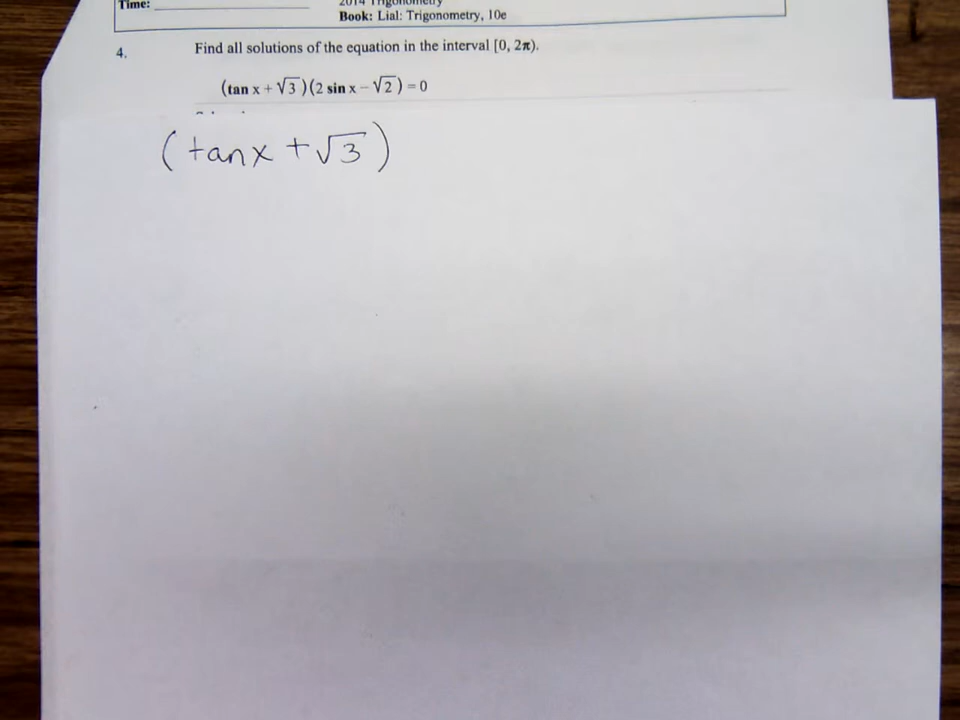 Time:
2014 Trigonometry
Book: Lial: Trigonometry, 10e
4. Find all solutions of the equation in the interval [0, 2π).
(tan x + √3)(2 sin x − √2) = 0
(tanx + √3)